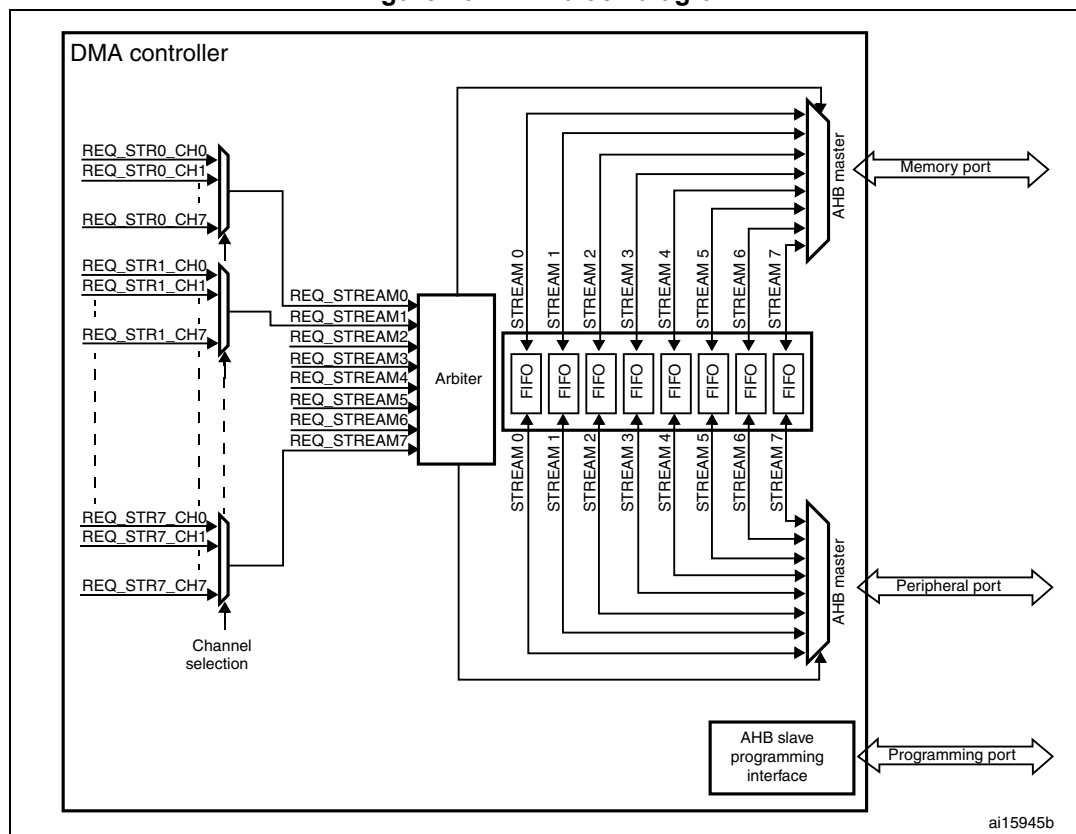 DMA controller
REQ_STR0_CH0
REQ_STR0_CH1
REQ_STR0_CH7
REQ_STR1_CH0
REQ_STR1_CH1
REQ_STR1_CH7
REQ_STR7_CH0
REQ_STR7_CH1
REQ_STR7_CH7
Channel
selection
REQ_STREAM0
REQ_STREAM1
REQ_STREAM2
REQ_STREAM3
REQ_STREAM4
REQ_STREAM5
REQ_STREAM6
REQ_STREAM7
Arbiter
STREAM 0
STREAM 1
STREAM 2
STREAM 3
STREAM 4
STREAM 5
STREAM 6
STREAM 7
FIFO
FIFO
FIFO
FIFO
FIFO
FIFO
FIFO
FIFO
STREAM 0
STREAM 1
STREAM 2
STREAM 3
STREAM 4
STREAM 5
STREAM 6
STREAM 7
AHB master
Memory port
AHB master
Peripheral port
AHB slave
programming
interface
Programming port
ai15945b